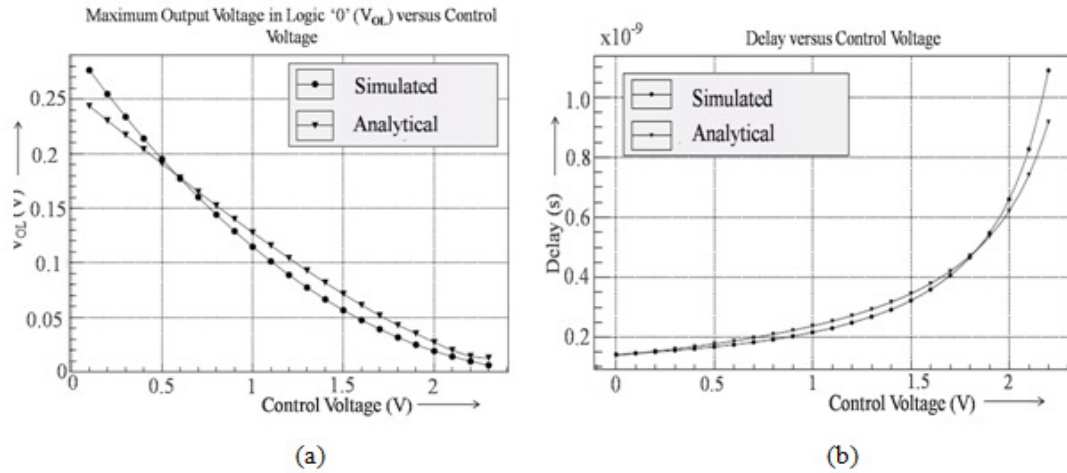 Maximum Output Voltage in Logic ‘0’ (VOL) versus Control
Voltage
Simulated
Analytical
0.25
0.2
0.15
0.1
0.05
0
VOL (V)
0
0.5
1
1.5
2
Control Voltage (V)
(a)
x10-9
Delay versus Control Voltage
Simulated
Analytical
1.0
0.8
0.6
0.4
0.2
Delay (s)
0
0.5
1
1.5
2
Control Voltage (V)
(b)